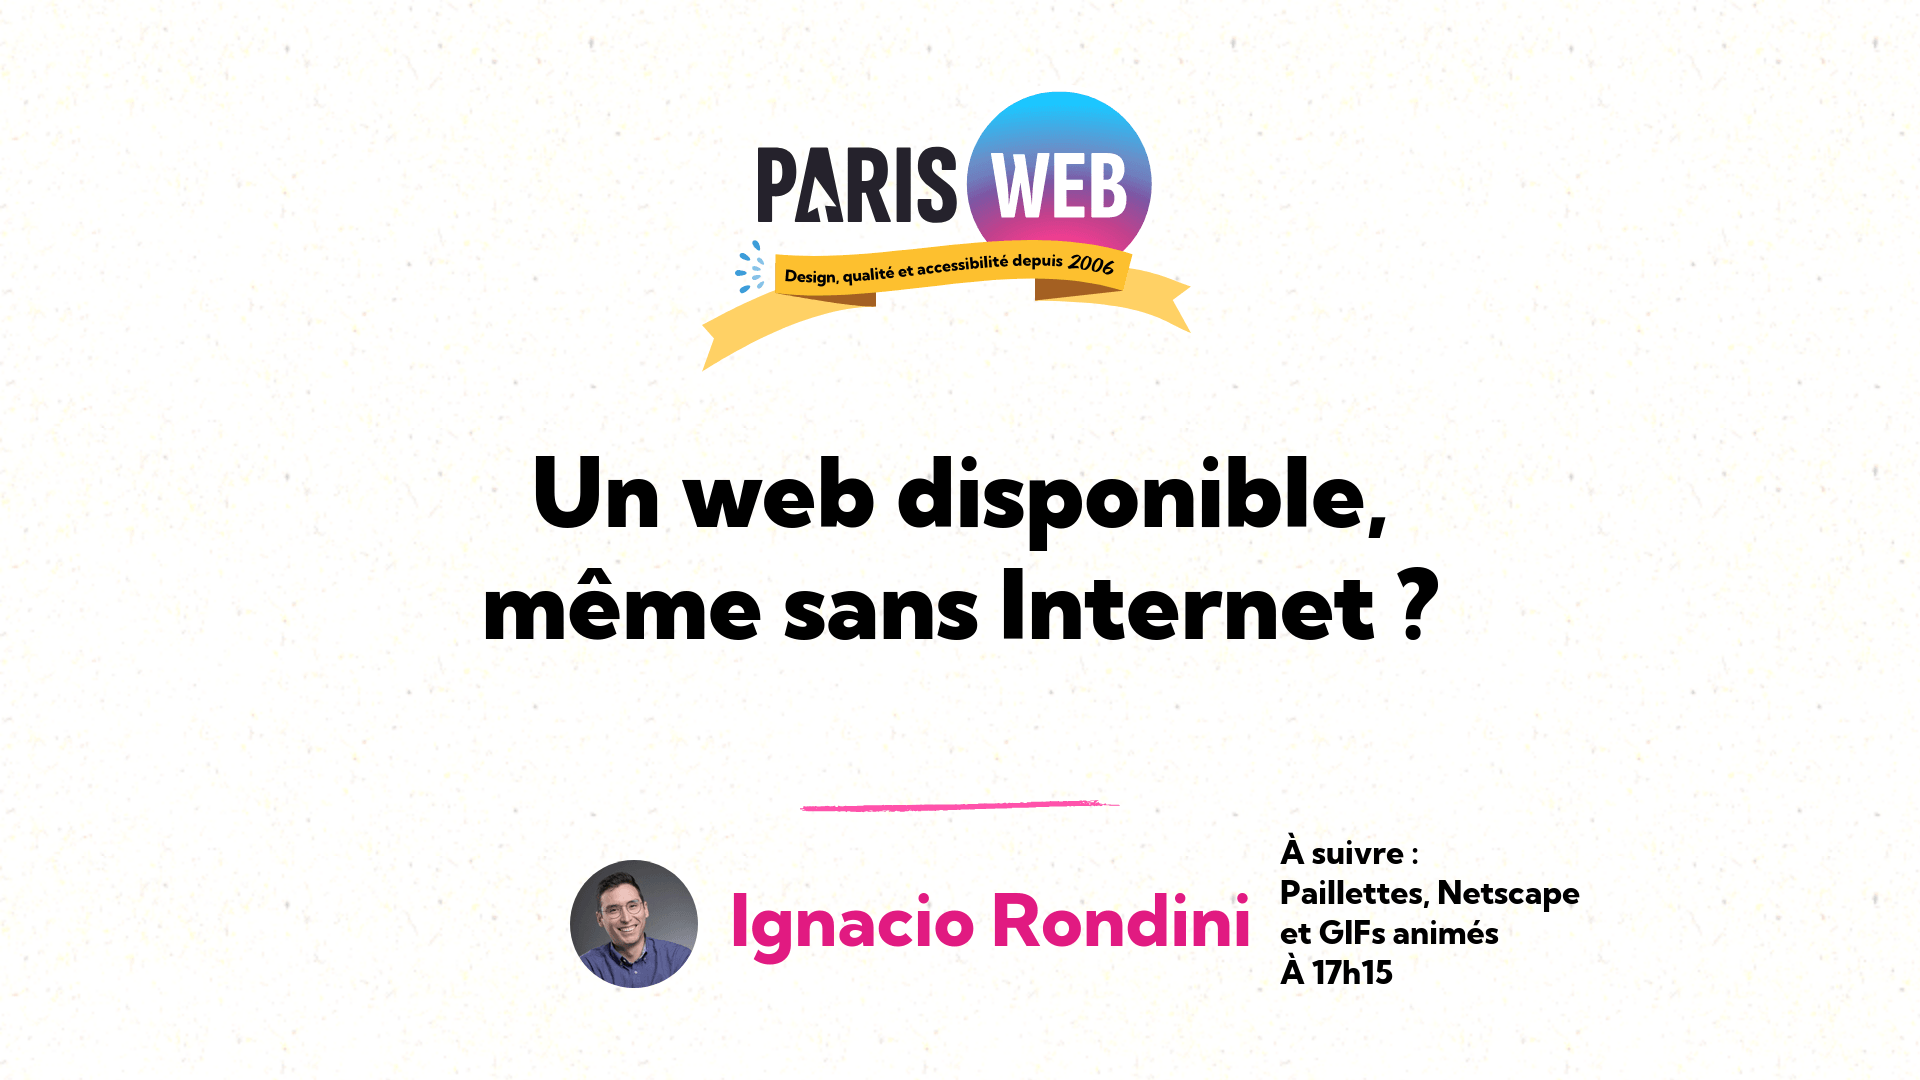 PARIS WEB
Design, qualité et accessibilité depuis 2006
Un web disponible,
même sans Internet ?
Ignacio Rondini
À suivre :
Paillettes, Netscape
et GIFs animés
À 17h15